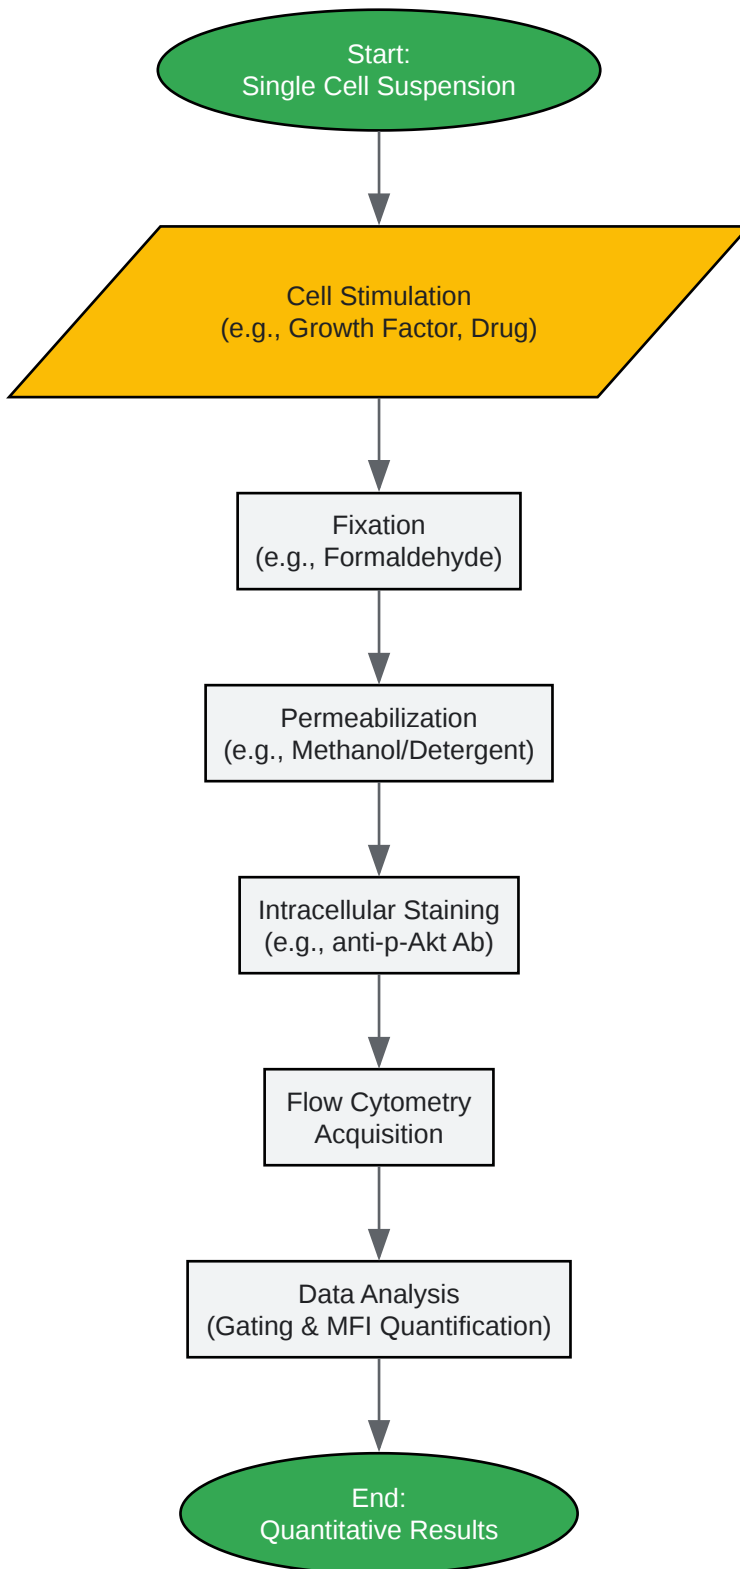 Start:
Single Cell Suspension
Cell Stimulation
(e.g., Growth Factor, Drug)
Fixation
(e.g., Formaldehyde)
Permeabilization
(e.g., Methanol/Detergent)
Intracellular Staining
(e.g., anti-p-Akt Ab)
Flow Cytometry
Acquisition
Data Analysis
(Gating & MFI Quantification)
End:
Quantitative Results